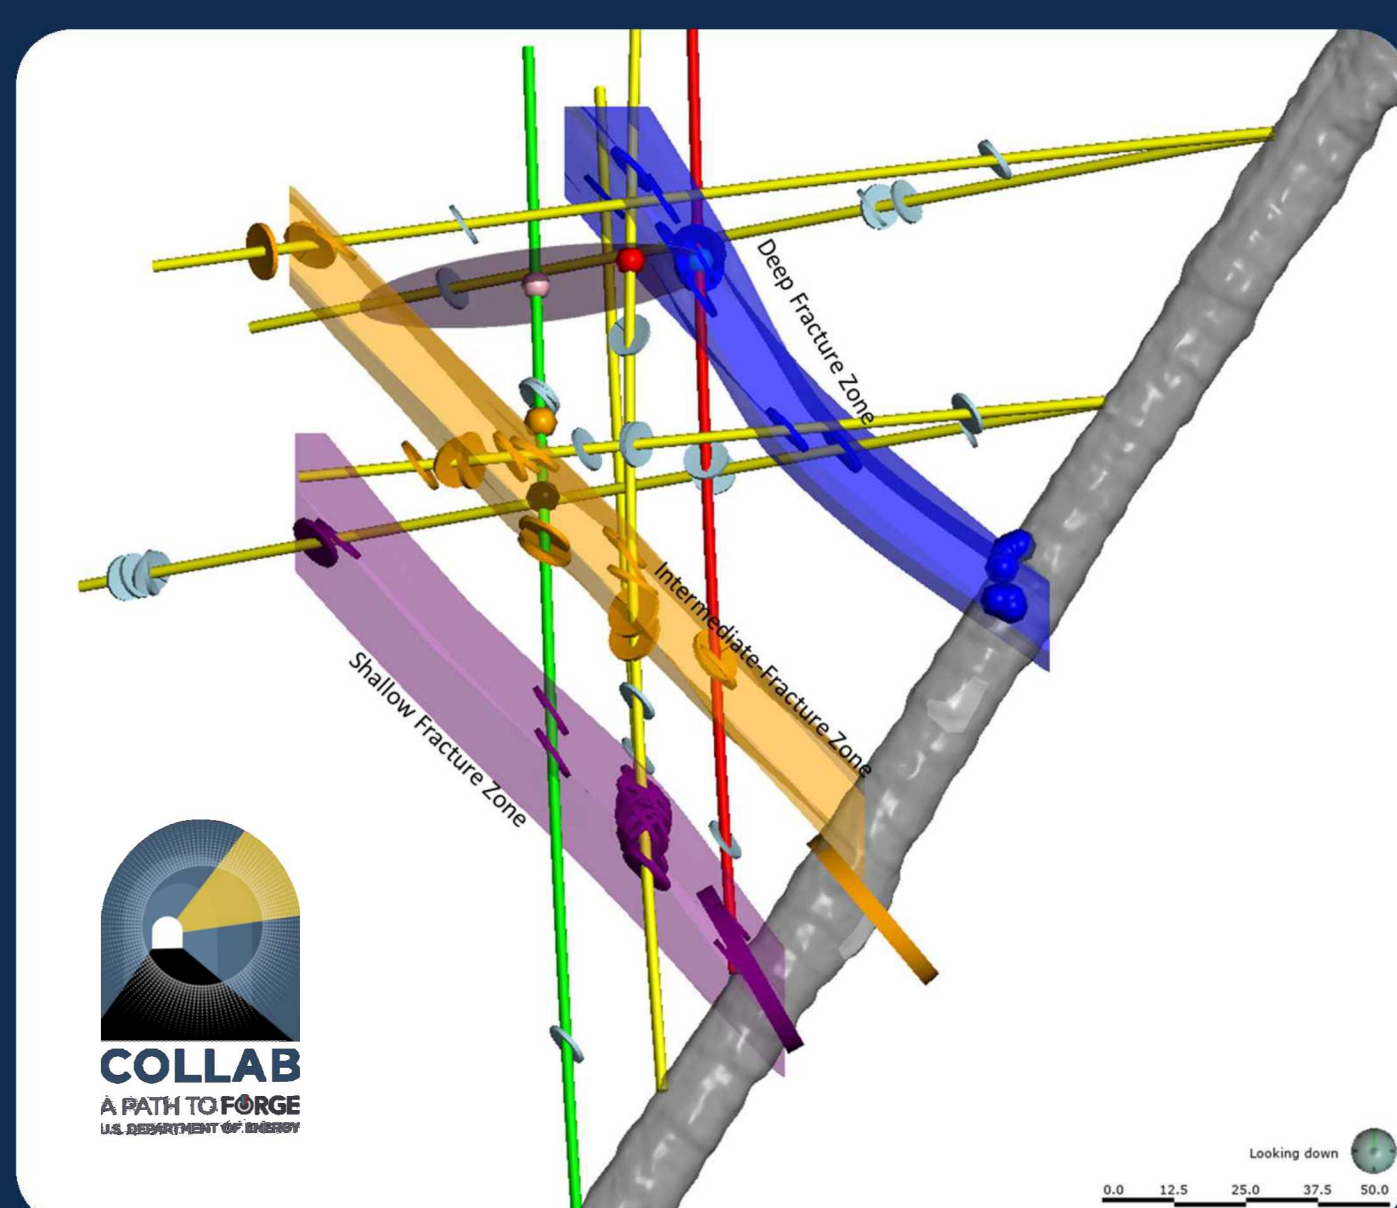 Deep Fracture Zone
Intermediate-Fracture Zone
Shallow Fracture Zone
COLLAB
A PATH TO FORGE
U.S. DEPARTMENT OF ENERGY
Looking down
0.0 12.5 25.0 37.5 50.0